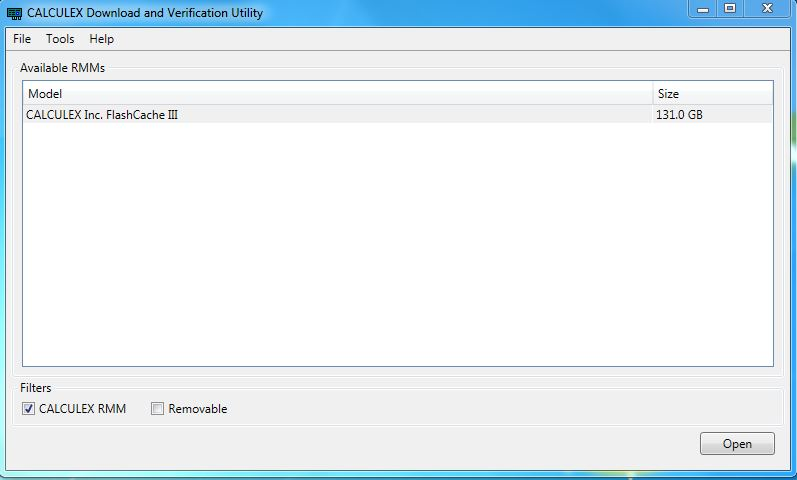 CALCULEX Download and Verification Utility
File Tools Help
Available RMMs
Model Size
CALCULEX Inc. FlashCache III 131.0 GB
Filters
CALCULEX RMM Removable
Open